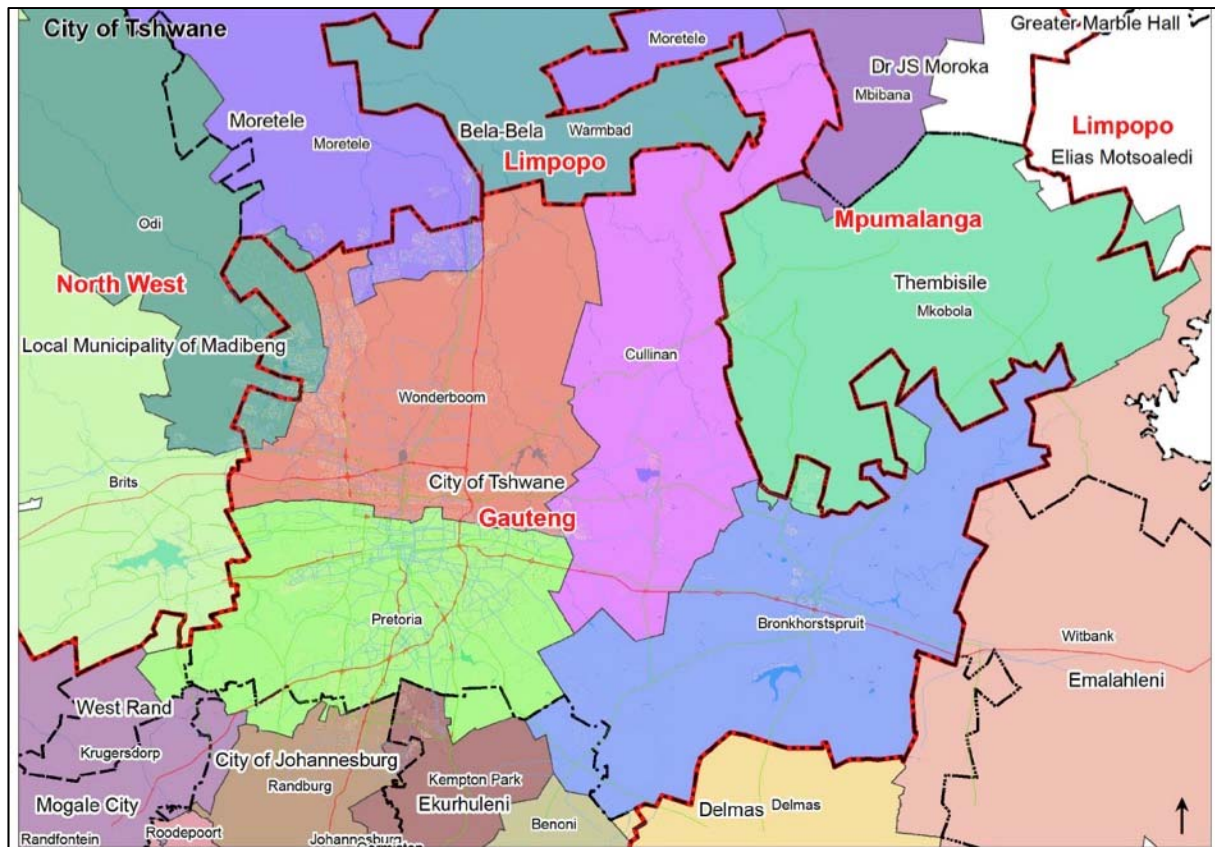 City of Tshwane
Greater Marble Hall
Moretele
Dr JS Moroka
Mbibana
Moretele
Moretele
Bela-Bela
Warmbad
Limpopo
Limpopo
Elias Motsoaledi
Odi
Mpumalanga
North West
Thembisile
Mkobola
Local Municipality of Madibeng
Cullinan
Wonderboom
Brits
City of Tshwane
Gauteng
Pretoria
Bronkhorstspruit
Witbank
Emalahleni
West Rand
Krugersdorp
City of Johannesburg
Randburg
Kempton Park
Ekurhuleni
Mogale City
Delmas
Delmas
Benoni
Randfontein
Roodepoort
Johannesburg